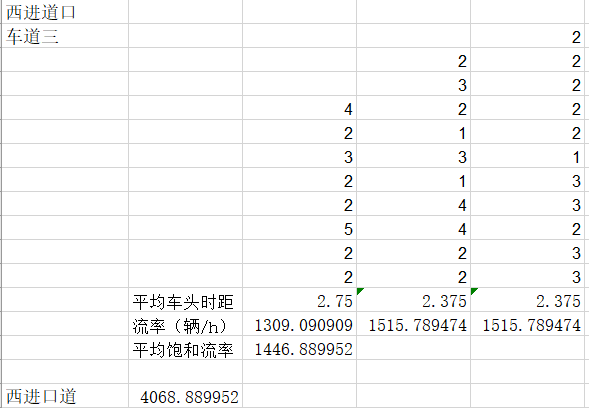 西进道口
车道三 2
2 2
3 2
4 2 2
2 1 2
3 3 1
2 1 3
2 4 3
5 4 2
2 2 3
2 2 3
平均车头时距 2.75 2.375 2.375
流率（辆/h） 1309.090909 1515.789474 1515.789474
平均饱和流率 1446.889952
西进口道 4068.889952